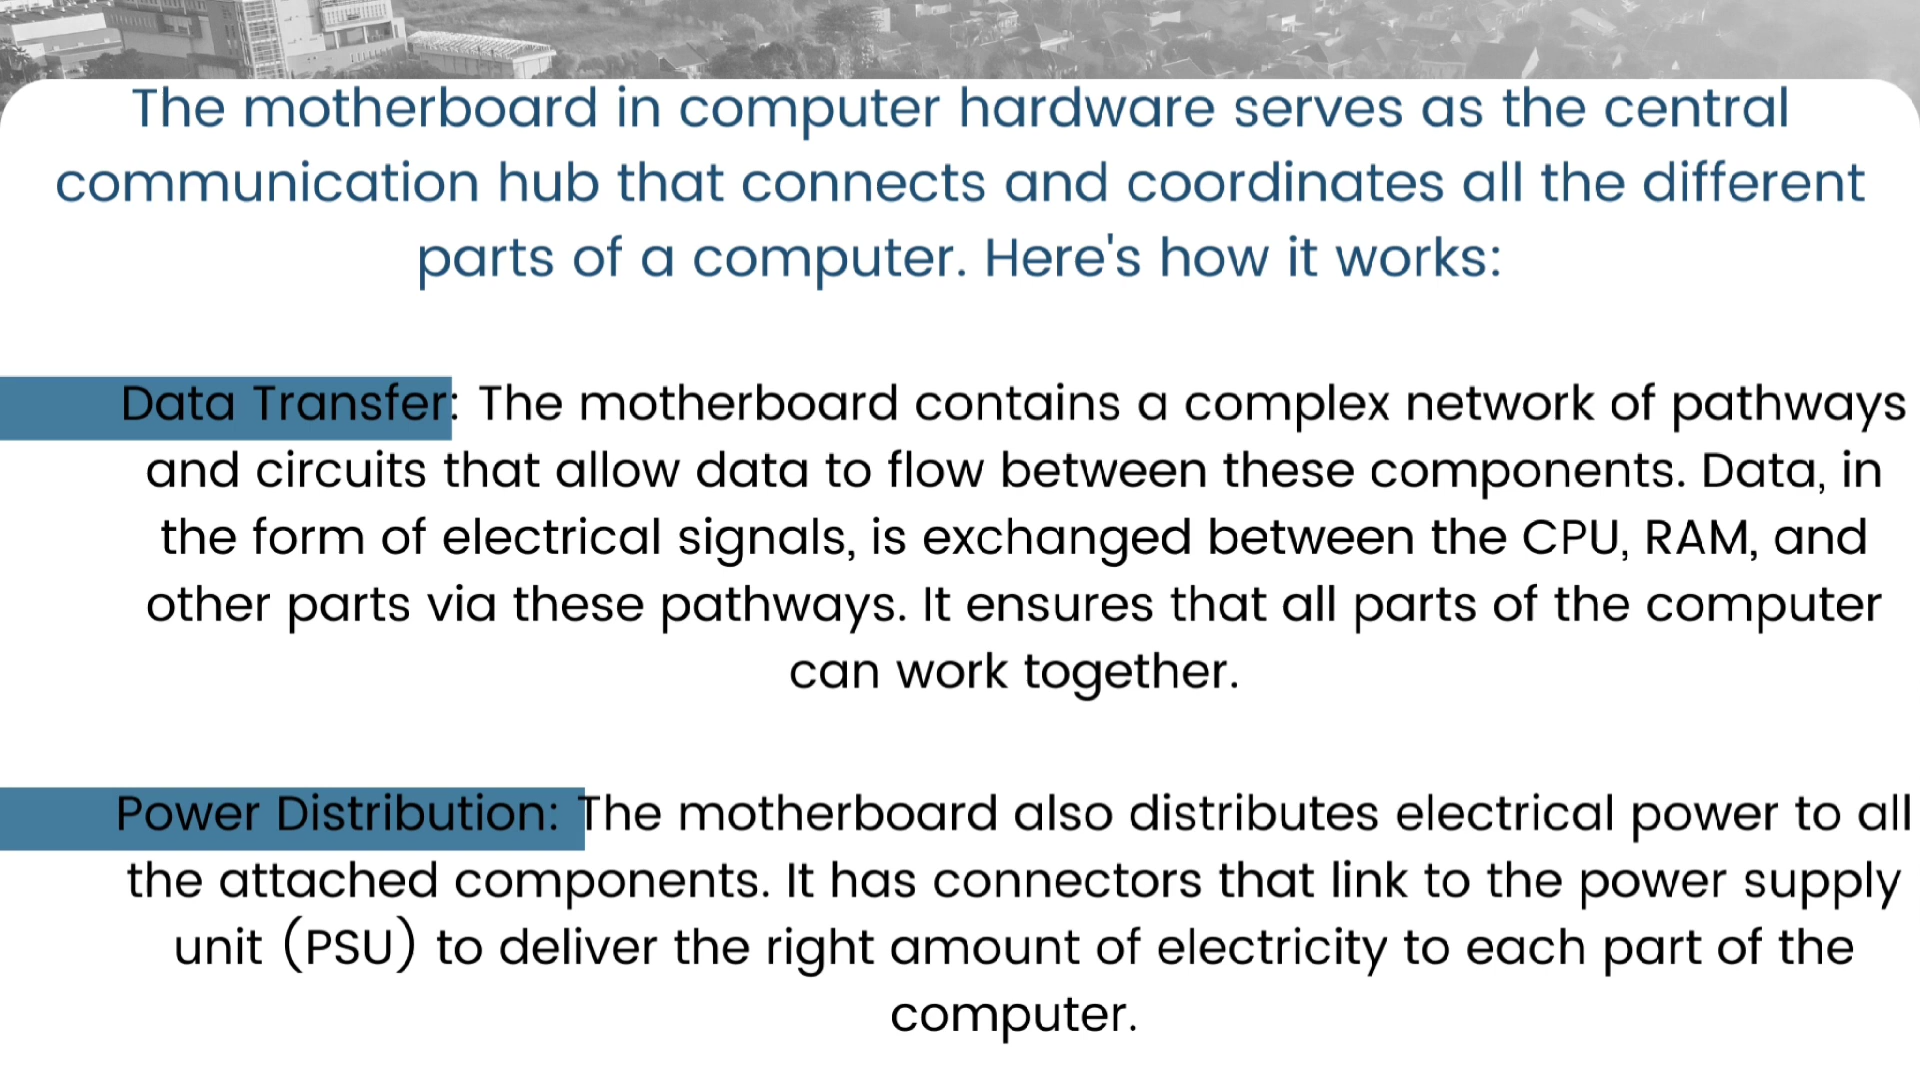 The motherboard in computer hardware serves as the central
communication hub that connects and coordinates all the different
parts of a computer. Here's how it works:
Data Transfer: The motherboard contains a complex network of pathways
and circuits that allow data to flow between these components. Data, in
the form of electrical signals, is exchanged between the CPU, RAM, and
other parts via these pathways. It ensures that all parts of the computer
can work together.
Power Distribution: The motherboard also distributes electrical power to all
the attached components. It has connectors that link to the power supply
unit (PSU) to deliver the right amount of electricity to each part of the
computer.